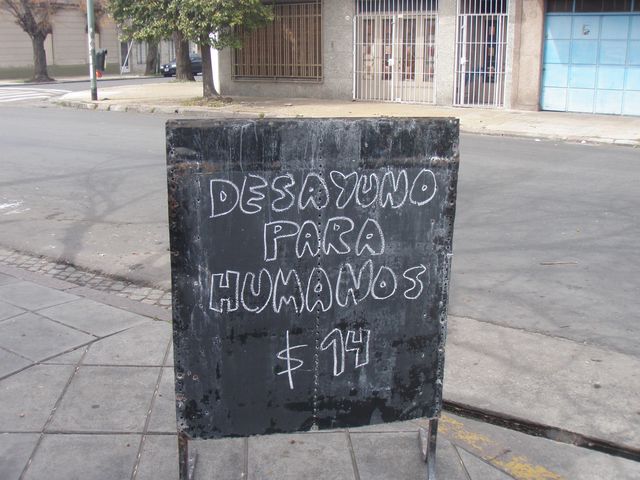 DESAYUNO
PARA
HUMANOS
$ 14